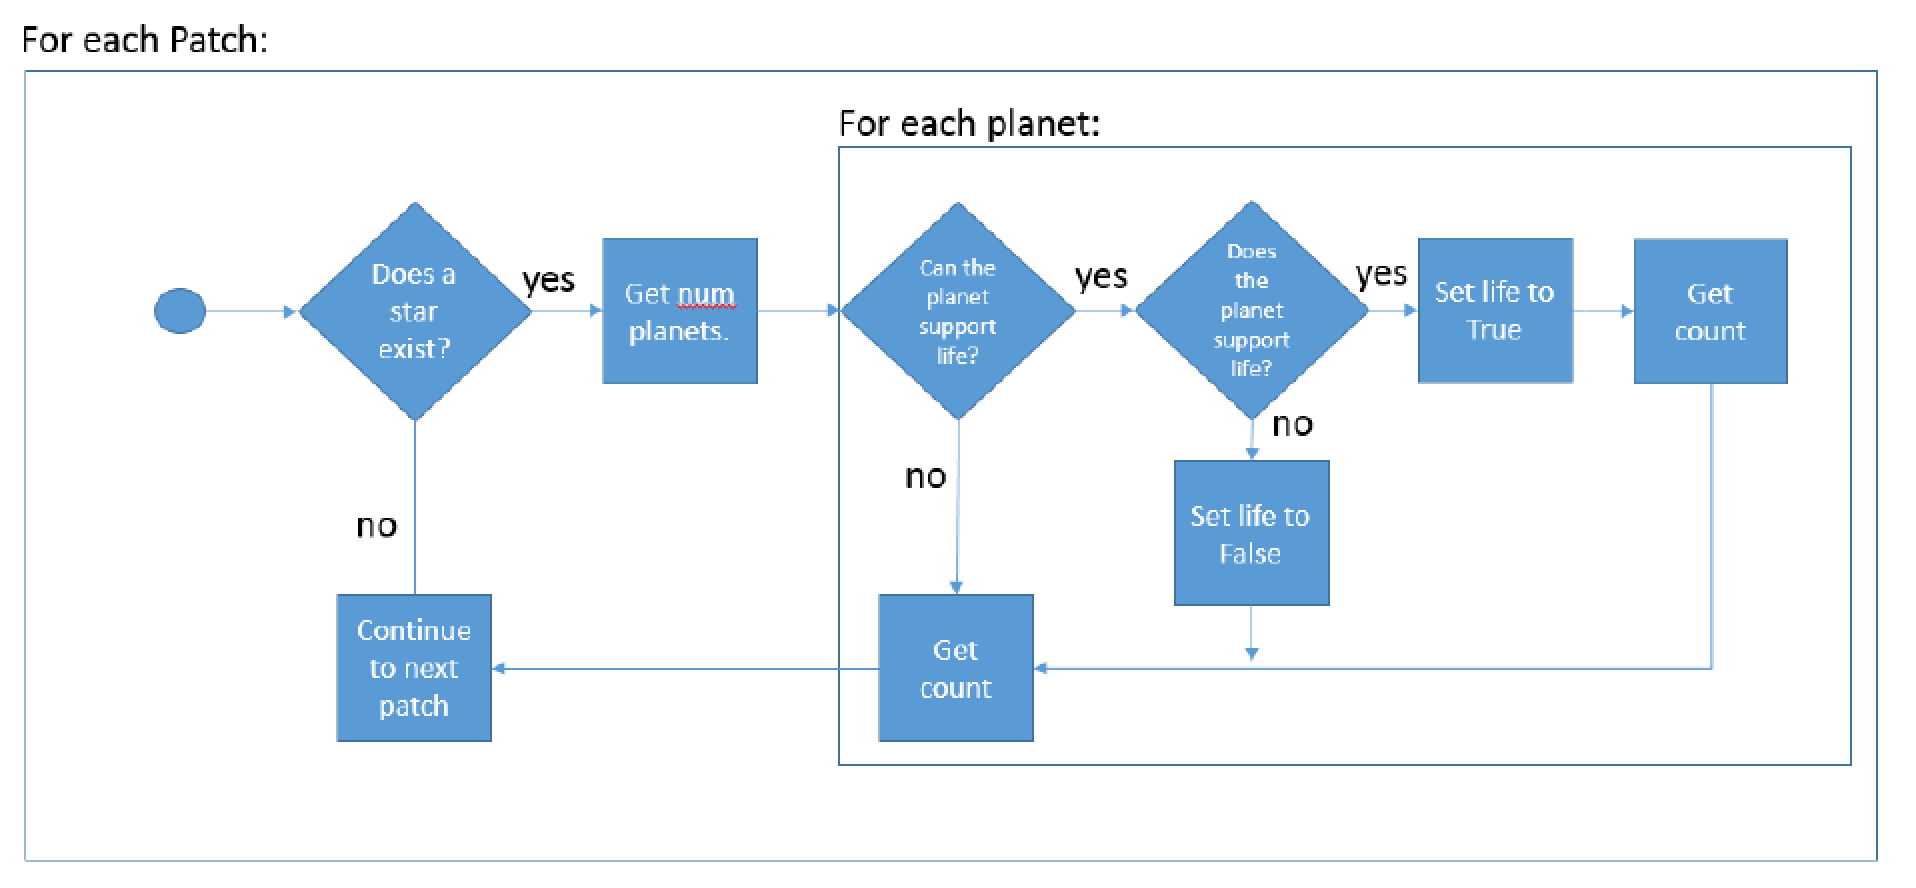 For each Patch:
For each planet:
Does a
star
exist?
yes
Get num
planets.
Can the
planet
support
life?
yes
Does
the
planet
support
life?
yes
Set life to
True
Get
count
no
no
no
Set life to
False
Continue
to next
patch
Get
count